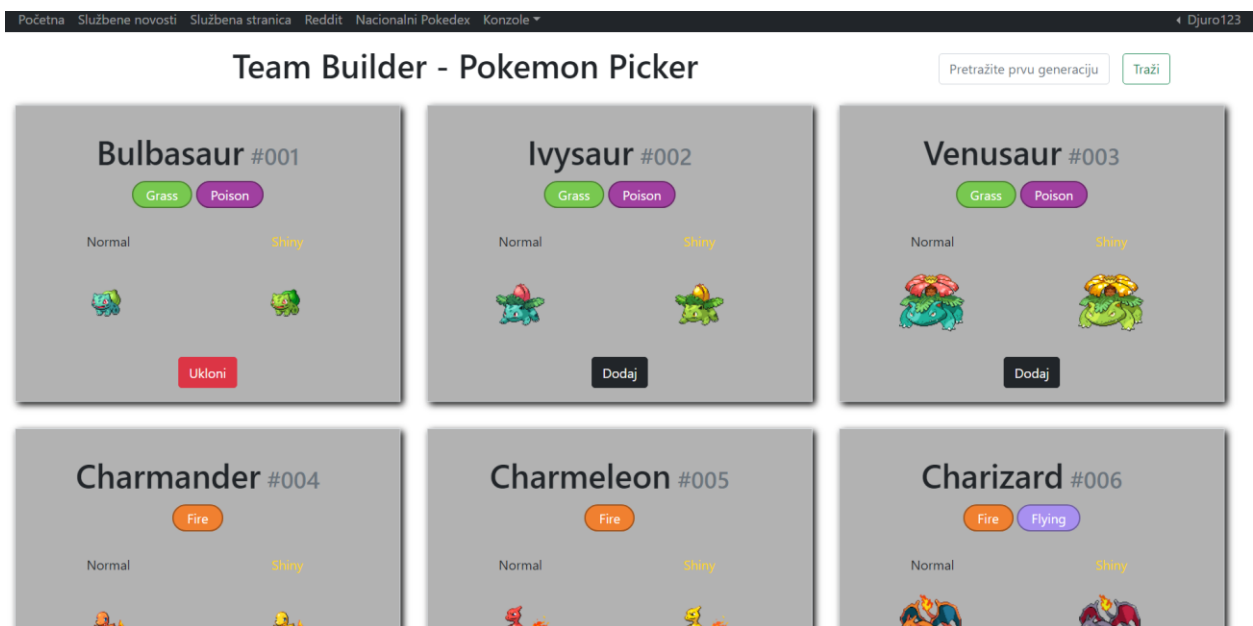 Početna Službene novosti Službena stranica Reddit Nacionalni Pokedex Konzole Djuro123
Team Builder - Pokemon Picker
Pretražite prvu generaciju Traži
Bulbasaur #001 Ivysaur #002 Venusaur #003
Grass Poison Grass Poison Grass Poison
Normal Shiny Normal Shiny Normal Shiny
Ukloni Dodaj Dodaj
Charmander #004 Charmeleon #005 Charizard #006
Fire Fire Fire Flying
Normal Shiny Normal Shiny Normal Shiny